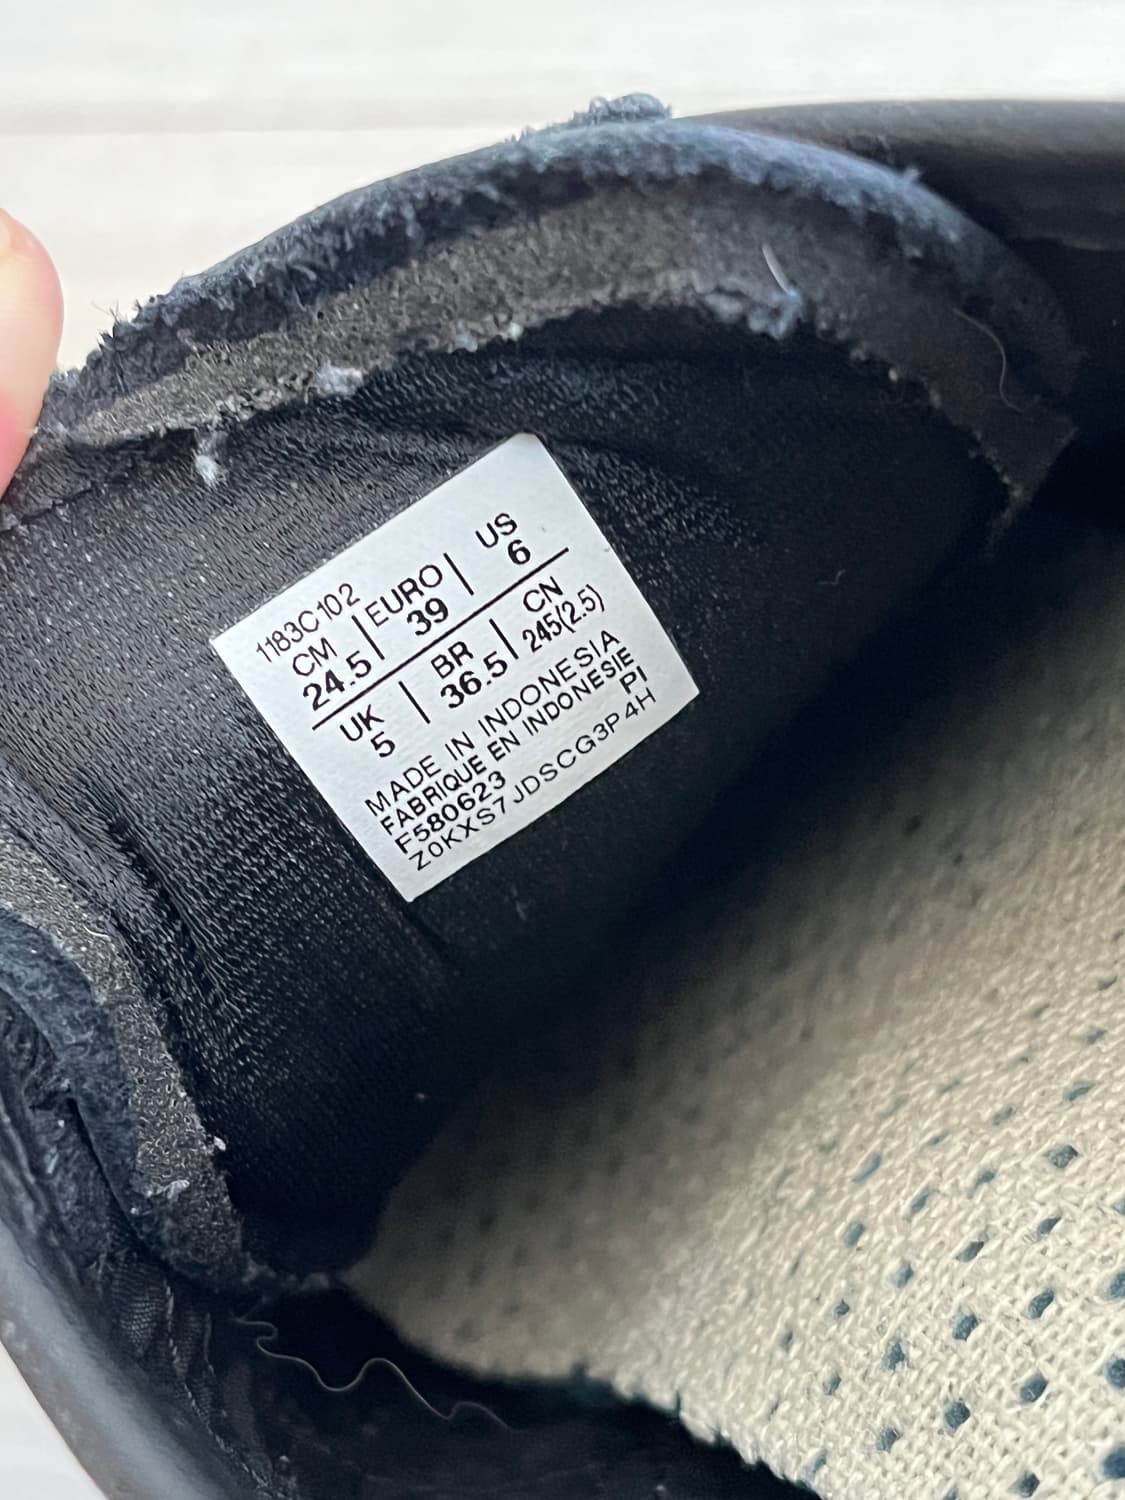 1183C102
CM | EURO | US
24.5 | 39 | 6
UK | BR | CN
5 | 36.5 | 245(2.5)
MADE IN INDONESIA
FABRIQUE EN INDONESIE
F580623 PI
Z0KXS7JDSCG3P4H